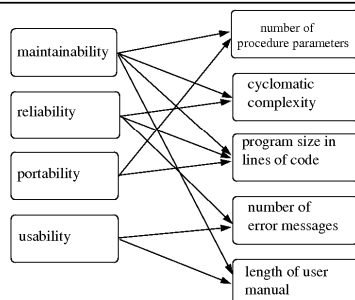 maintainability
reliability
portability
usability
number of
procedure parameters
cyclomatic
complexity
program size in
lines of code
number of
error messages
length of user
manual